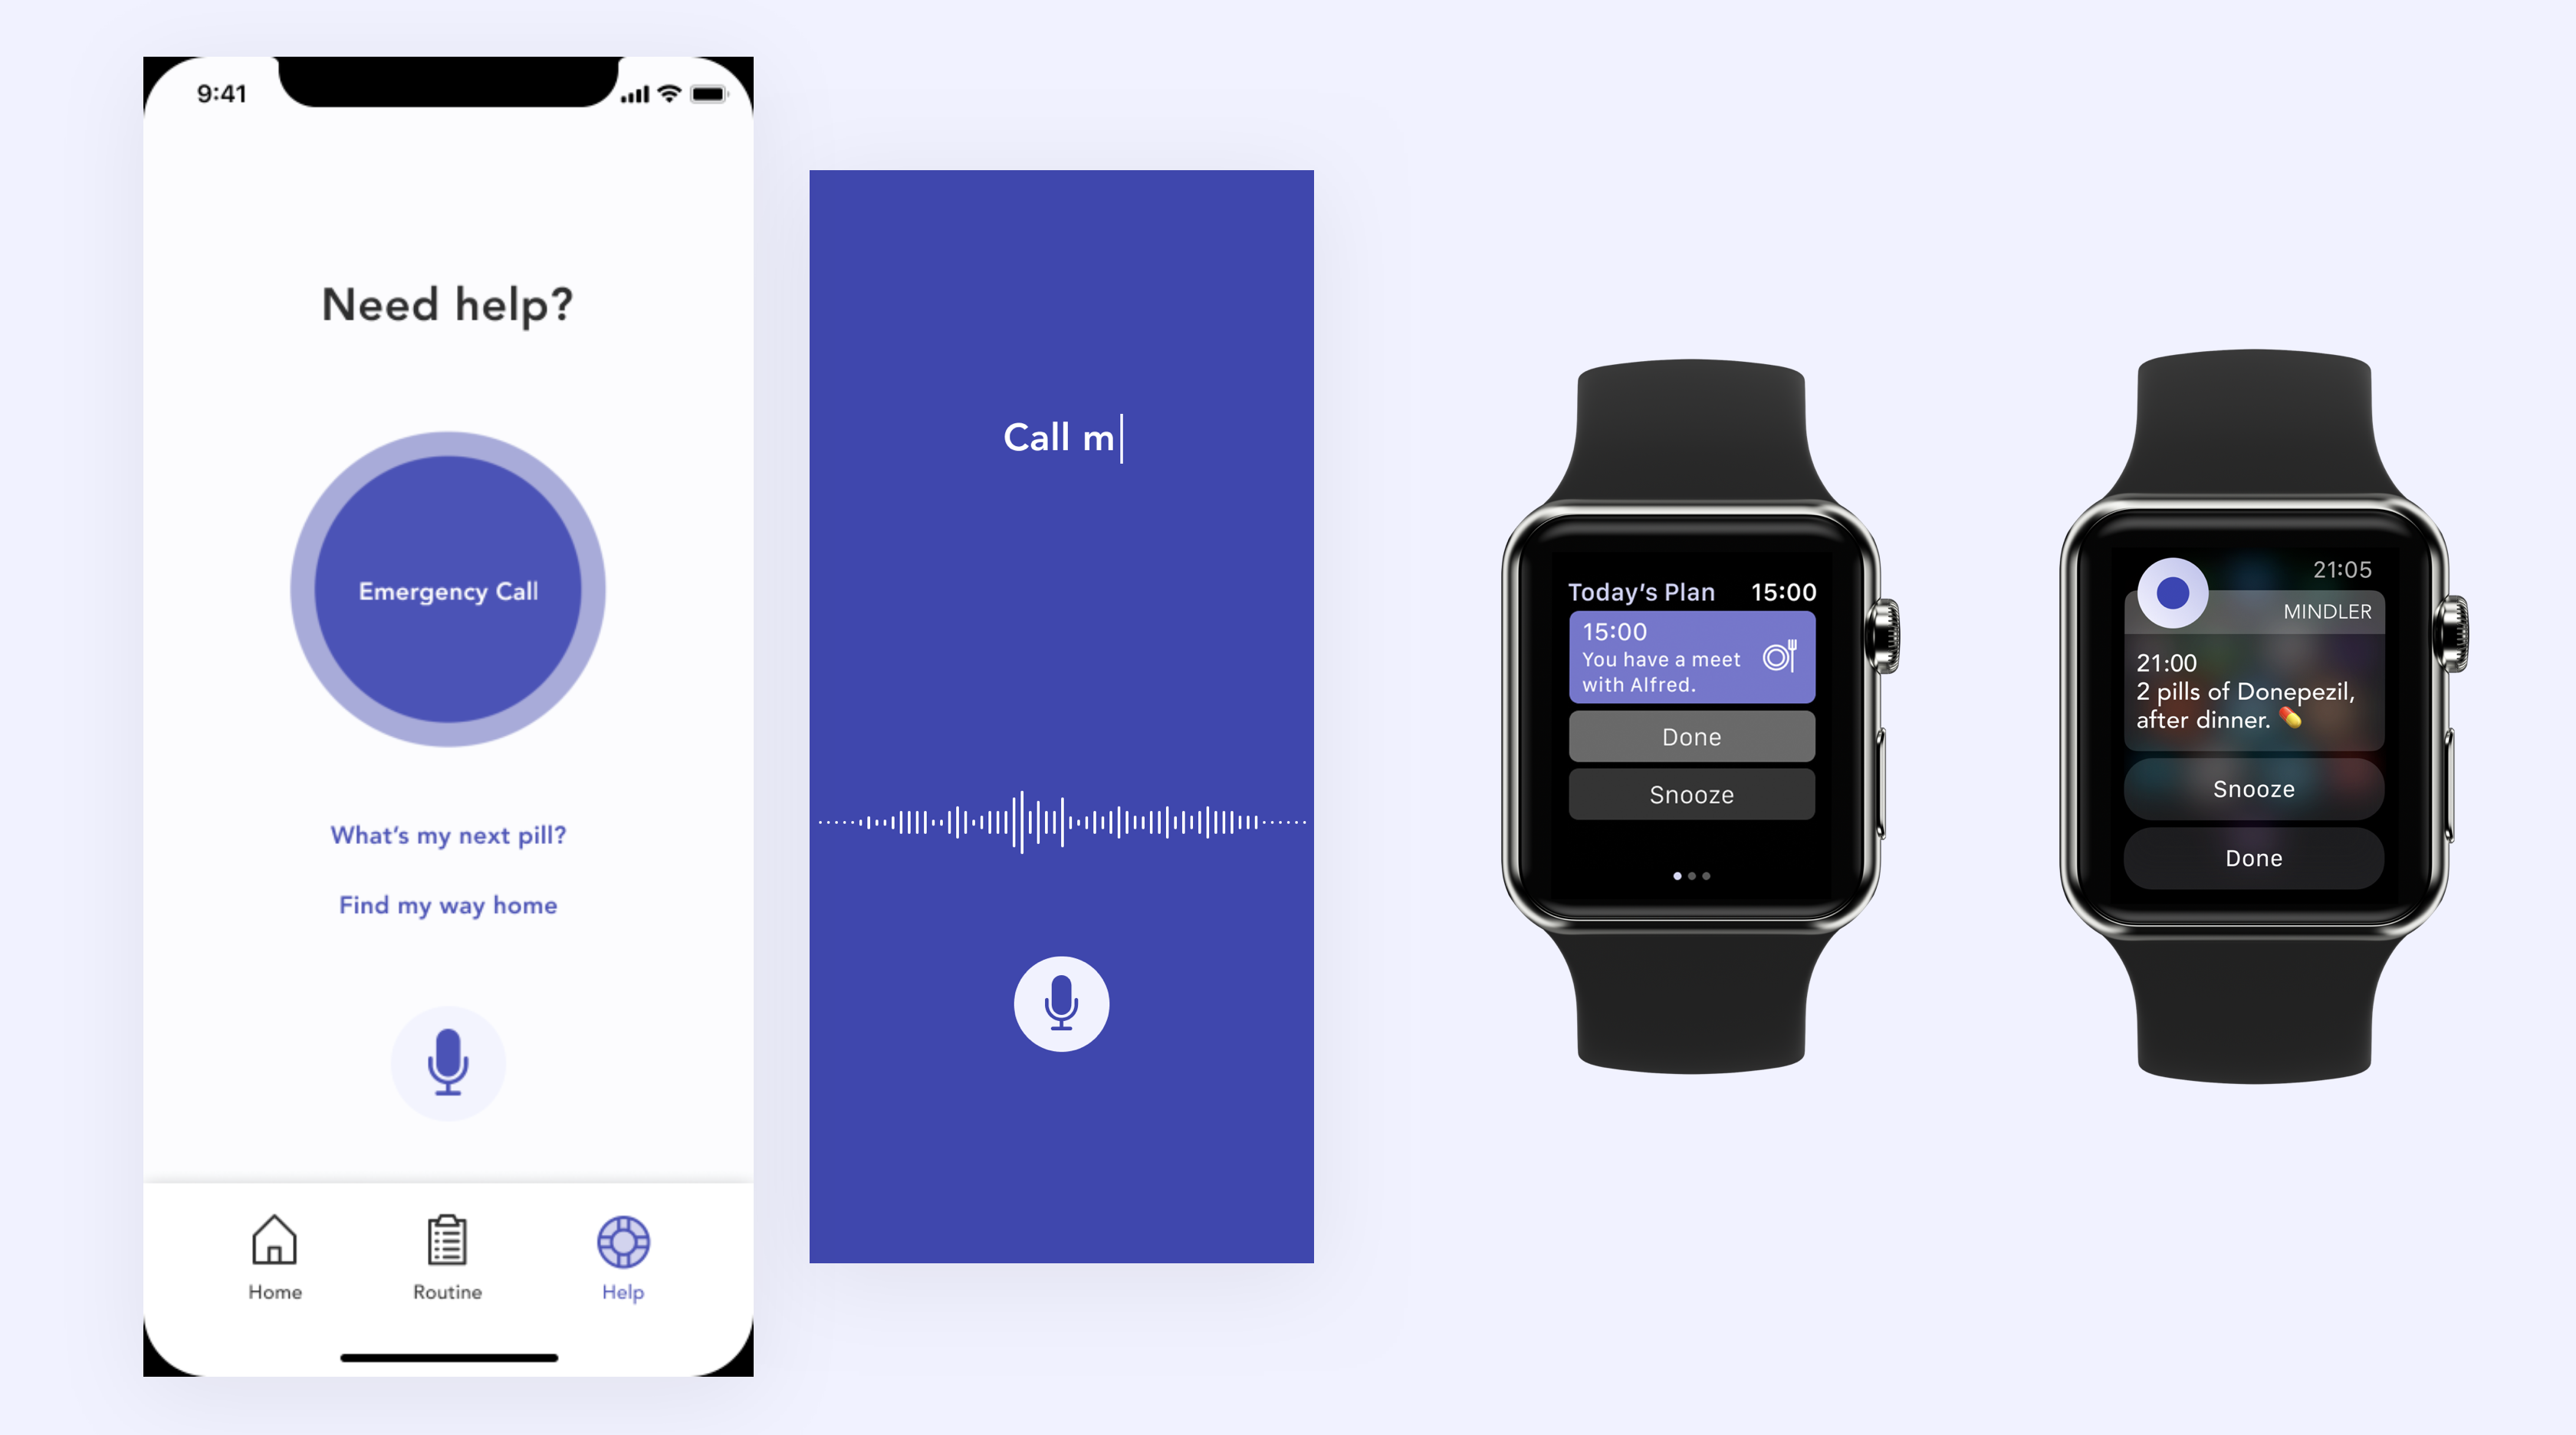 9:41
Need help?
Emergency Call
What's my next pill?
Find my way home
Home
Routine
Help
Call m
Today's Plan 15:00
15:00
You have a meet
with Alfred.
Done
Snooze
21:05
MINDLER
21:00
2 pills of Donepezil,
after dinner. 💊
Snooze
Done